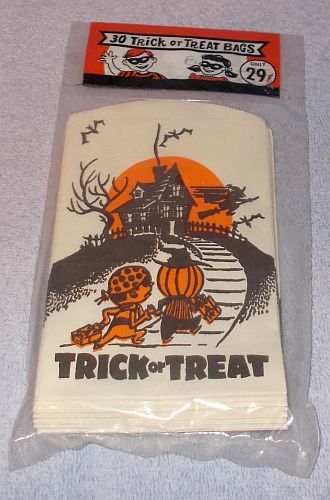 30 TRICK or TREAT BAGS
ONLY
29¢
TRICK or TREAT